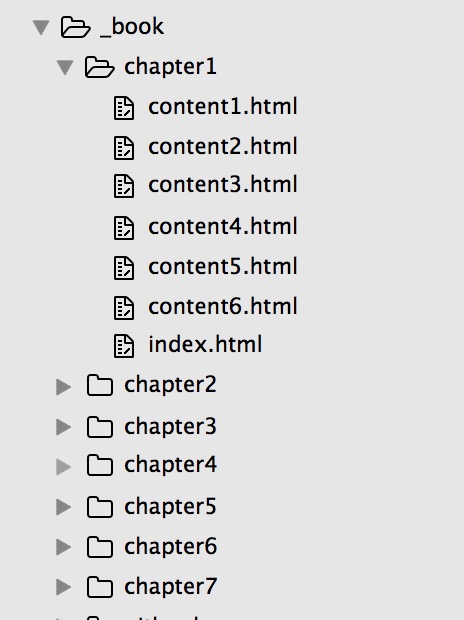 _book
chapter1
content1.html
content2.html
content3.html
content4.html
content5.html
content6.html
index.html
chapter2
chapter3
chapter4
chapter5
chapter6
chapter7